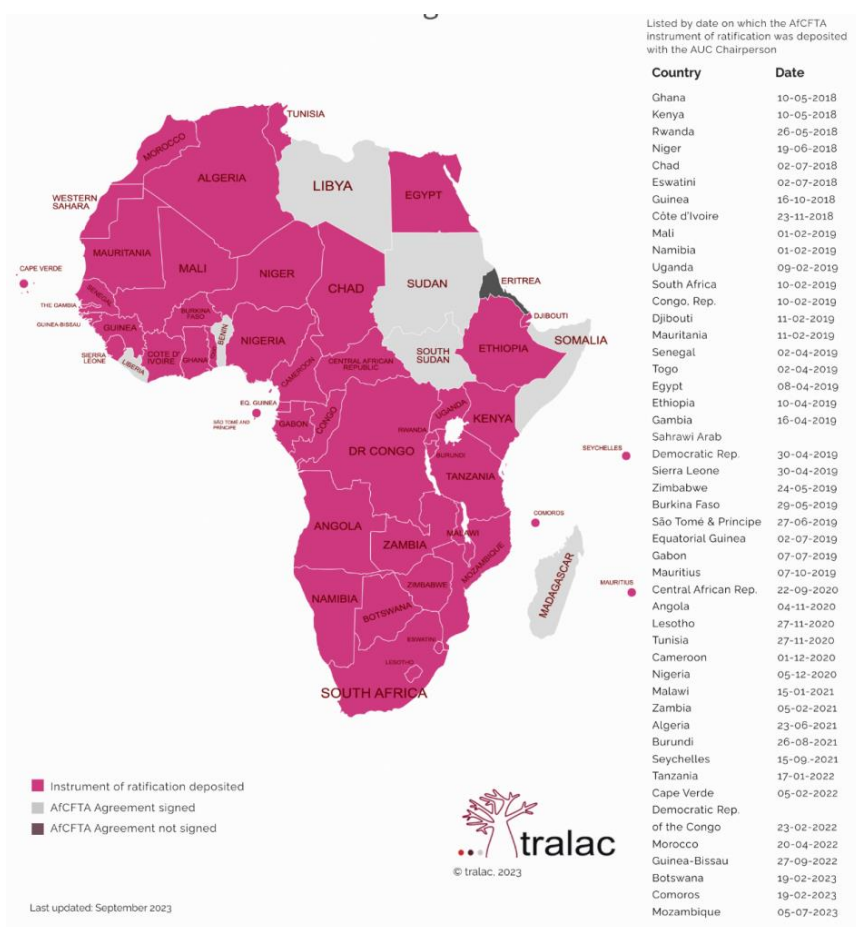 Listed by date on which the AfCFTA
instrument of ratification was deposited
with the AUC Chairperson
Country Date
Ghana 10-05-2018
Kenya 10-05-2018
Rwanda 26-05-2018
Niger 19-06-2018
Chad 02-07-2018
Eswatini 02-07-2018
Guinea 16-10-2018
Côte d'Ivoire 23-11-2018
Mali 01-02-2019
Namibia 01-02-2019
Uganda 09-02-2019
South Africa 10-02-2019
Congo, Rep. 10-02-2019
Djibouti 11-02-2019
Mauritania 11-02-2019
Senegal 02-04-2019
Togo 02-04-2019
Egypt 08-04-2019
Ethiopia 10-04-2019
Gambia 16-04-2019
Sahrawi Arab
Democratic Rep. 30-04-2019
Sierra Leone 30-04-2019
Zimbabwe 24-05-2019
Burkina Faso 29-05-2019
São Tomé & Príncipe 27-06-2019
Equatorial Guinea 02-07-2019
Gabon 07-07-2019
Mauritius 07-10-2019
Central African Rep. 22-09-2020
Angola 04-11-2020
Lesotho 27-11-2020
Tunisia 27-11-2020
Cameroon 01-12-2020
Nigeria 05-12-2020
Malawi 15-01-2021
Zambia 05-02-2021
Algeria 23-06-2021
Burundi 26-08-2021
Seychelles 15-09.-2021
Tanzania 17-01-2022
Cape Verde 05-02-2022
Democratic Rep.
of the Congo 23-02-2022
Morocco 20-04-2022
Guinea-Bissau 27-09-2022
Botswana 19-02-2023
Comoros 19-02-2023
Mozambique 05-07-2023
TUNISIA
MOROCCO
ALGERIA
LIBYA
EGYPT
WESTERN
SAHARA
MAURITANIA
MALI
NIGER
CHAD
SUDAN
ERITREA
CAPE VERDE
SENEGAL
THE GAMBIA
GUINEA-BISSAU
GUINEA
BURKINA
FASO
BENIN
NIGERIA
DJIBOUTI
SOMALIA
SIERRA
LEONE
LIBERIA
COTE D'
IVOIRE
GHANA
CAMEROON
CENTRAL AFRICAN
REPUBLIC
SOUTH
SUDAN
ETHIOPIA
EQ. GUINEA
SÃO TOMÉ AND
PRÍNCIPE
GABON
CONGO
DR CONGO
UGANDA
KENYA
RWANDA
BURUNDI
TANZANIA
SEYCHELLES
COMOROS
ANGOLA
ZAMBIA
MALAWI
MOZAMBIQUE
MADAGASCAR
MAURITIUS
NAMIBIA
ZIMBABWE
BOTSWANA
ESWATINI
LESOTHO
SOUTH AFRICA
Instrument of ratification deposited
AfCFTA Agreement signed
AfCFTA Agreement not signed
tralac
© tralac, 2023
Last updated: September 2023